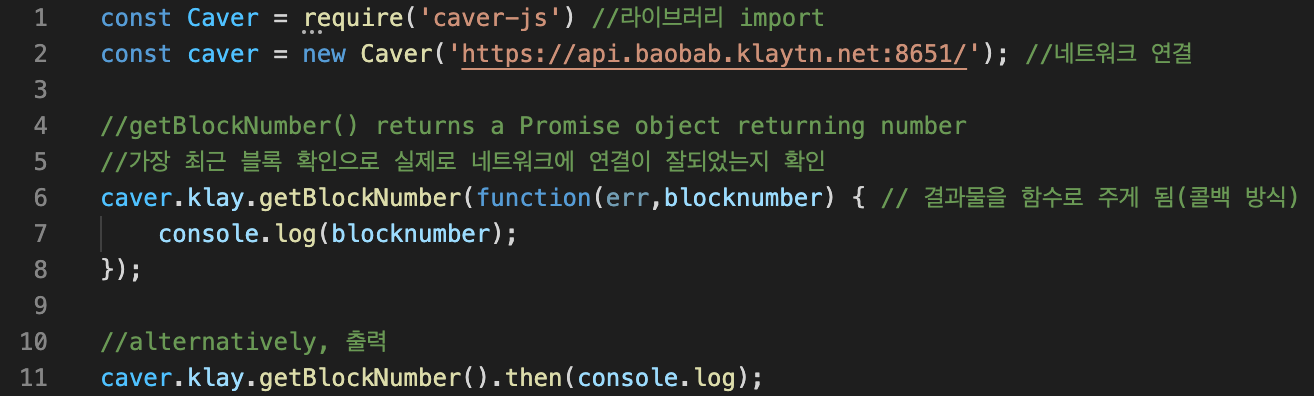 1 const Caver = require('caver-js') //라이브러리 import
2 const caver = new Caver('https://api.baobab.klaytn.net:8651/'); //네트워크 연결
3
4 //getBlockNumber() returns a Promise object returning number
5 //가장 최근 블록 확인으로 실제로 네트워크에 연결이 잘되었는지 확인
6 caver.klay.getBlockNumber(function(err,blocknumber) { // 결과물을 함수로 주게 됨(콜백 방식)
7     console.log(blocknumber);
8 });
9
10 //alternatively, 출력
11 caver.klay.getBlockNumber().then(console.log);